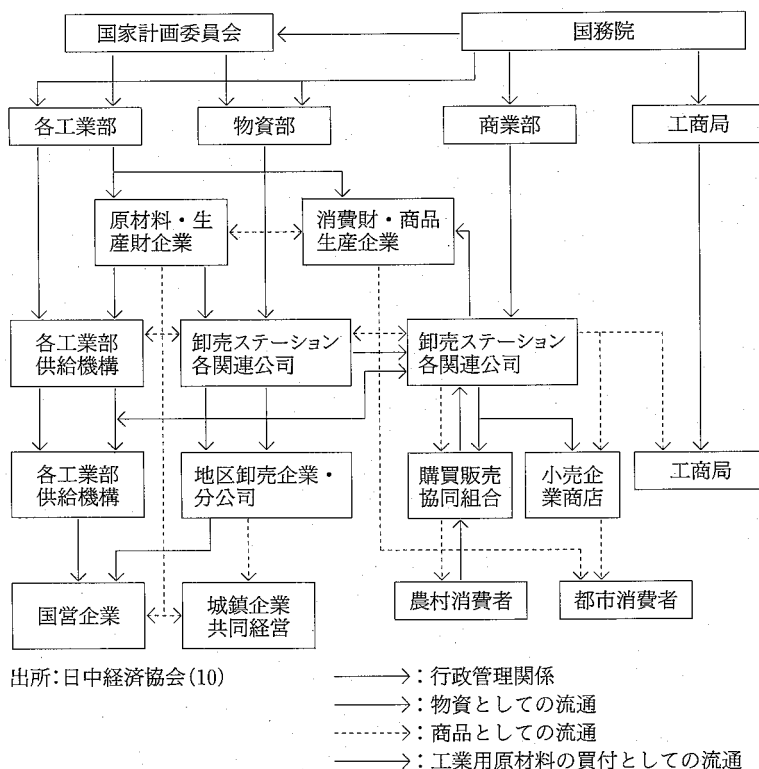 国家計画委員会
国務院
各工業部
物資部
商業部
工商局
原材料・生
産財企業
消費財・商品
生産企業
各工業部
供給機構
卸売ステーション
各関連公司
卸売ステーション
各関連公司
各工業部
供給機構
地区卸売企業・
分公司
購買販売
協同組合
小売企
業商店
工商局
国営企業
城鎮企業
共同経営
農村消費者
都市消費者
出所:日中経済協会(10)
:行政管理関係
:物資としての流通
:商品としての流通
:工業用原材料の買付としての流通